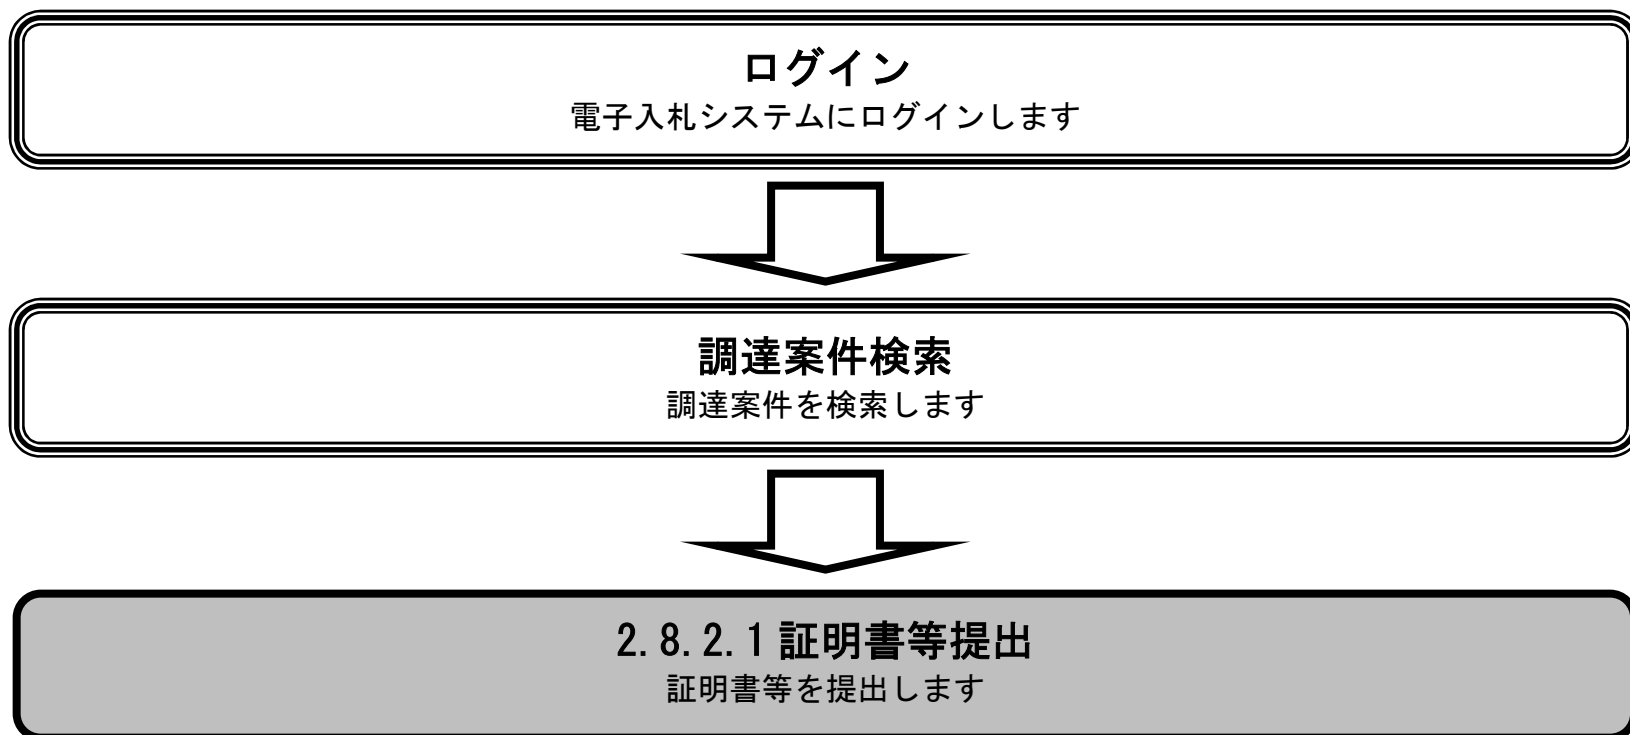 ログイン
電子入札システムにログインします
調達案件検索
調達案件を検索します
2.8.2.1 証明書等提出
証明書等を提出します